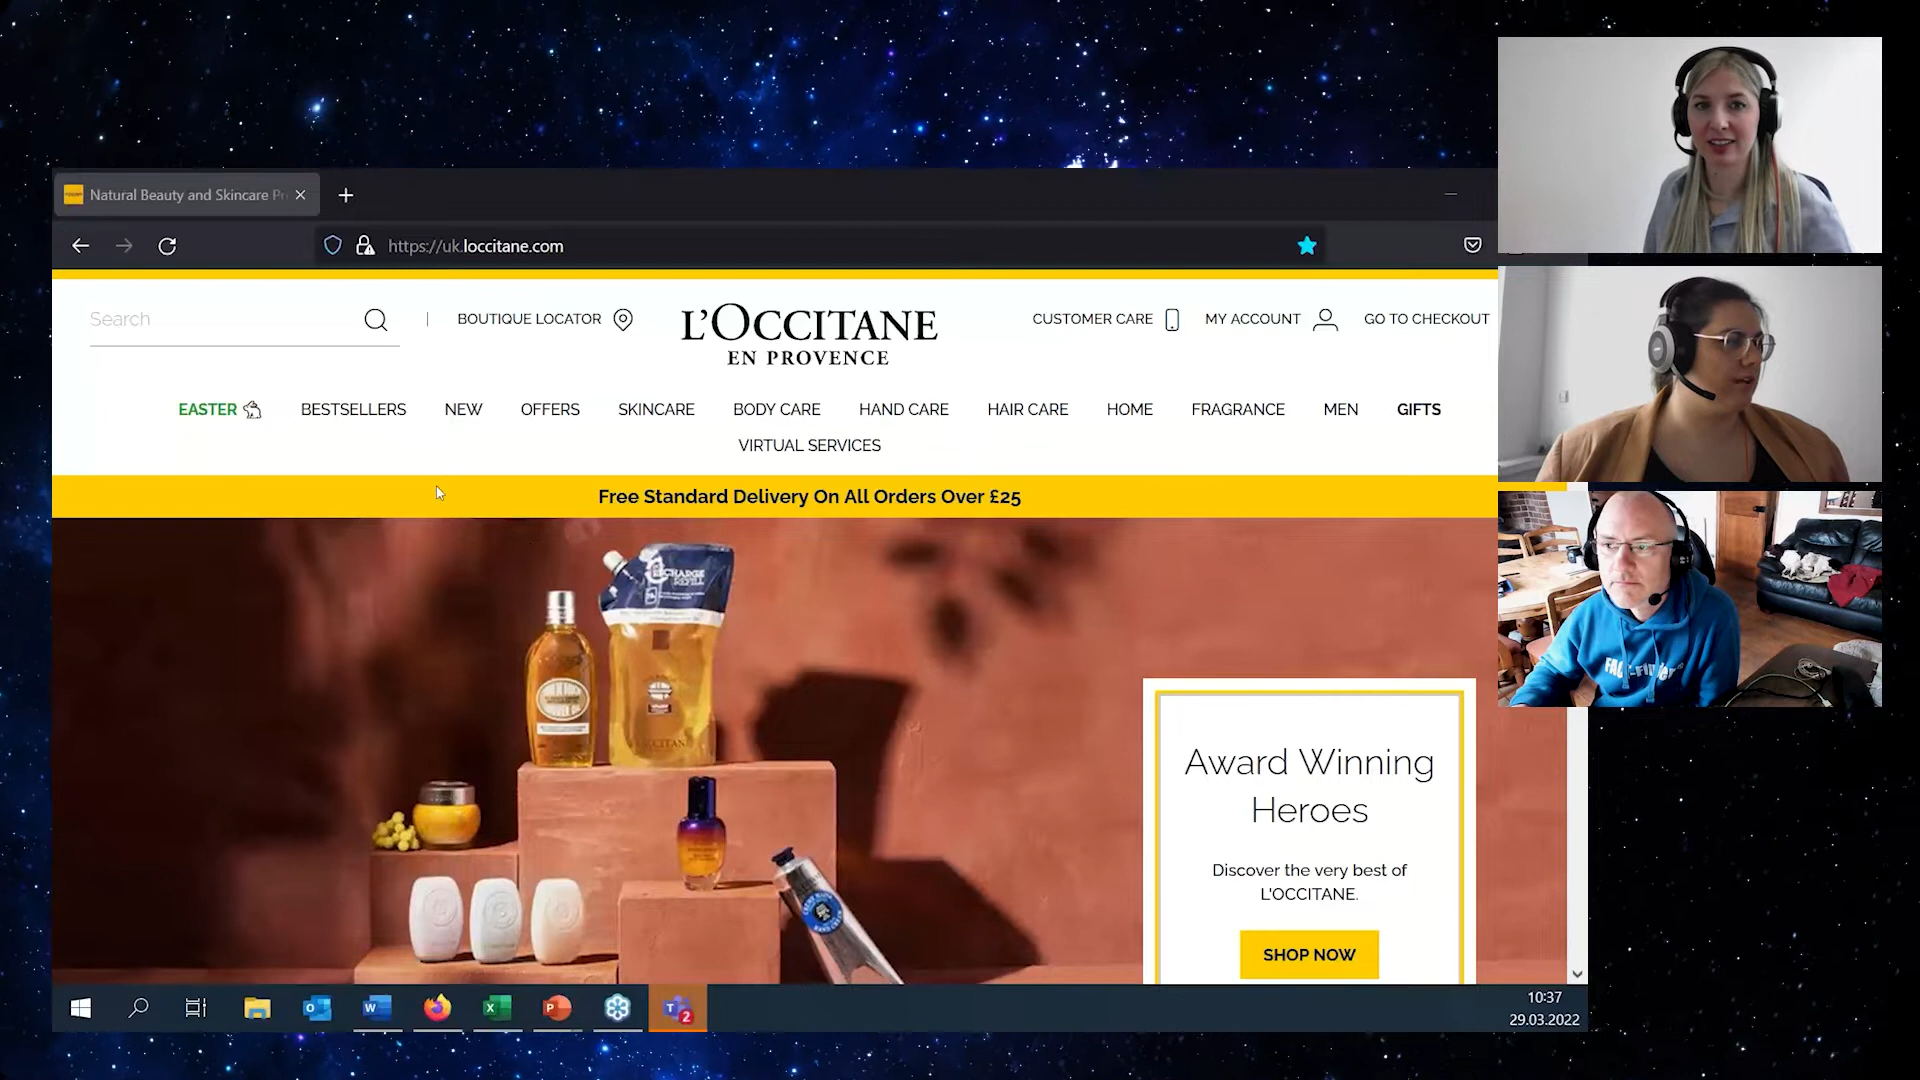 Natural Beauty and Skincare Pr
https://uk.loccitane.com
Search
BOUTIQUE LOCATOR
L'OCCITANE
EN PROVENCE
CUSTOMER CARE
MY ACCOUNT
GO TO CHECKOUT
EASTER BESTSELLERS NEW OFFERS SKINCARE BODY CARE HAND CARE HAIR CARE HOME FRAGRANCE MEN GIFTS
VIRTUAL SERVICES
Free Standard Delivery On All Orders Over £25
Award Winning
Heroes
Discover the very best of
L'OCCITANE.
SHOP NOW
10:37
29.03.2022